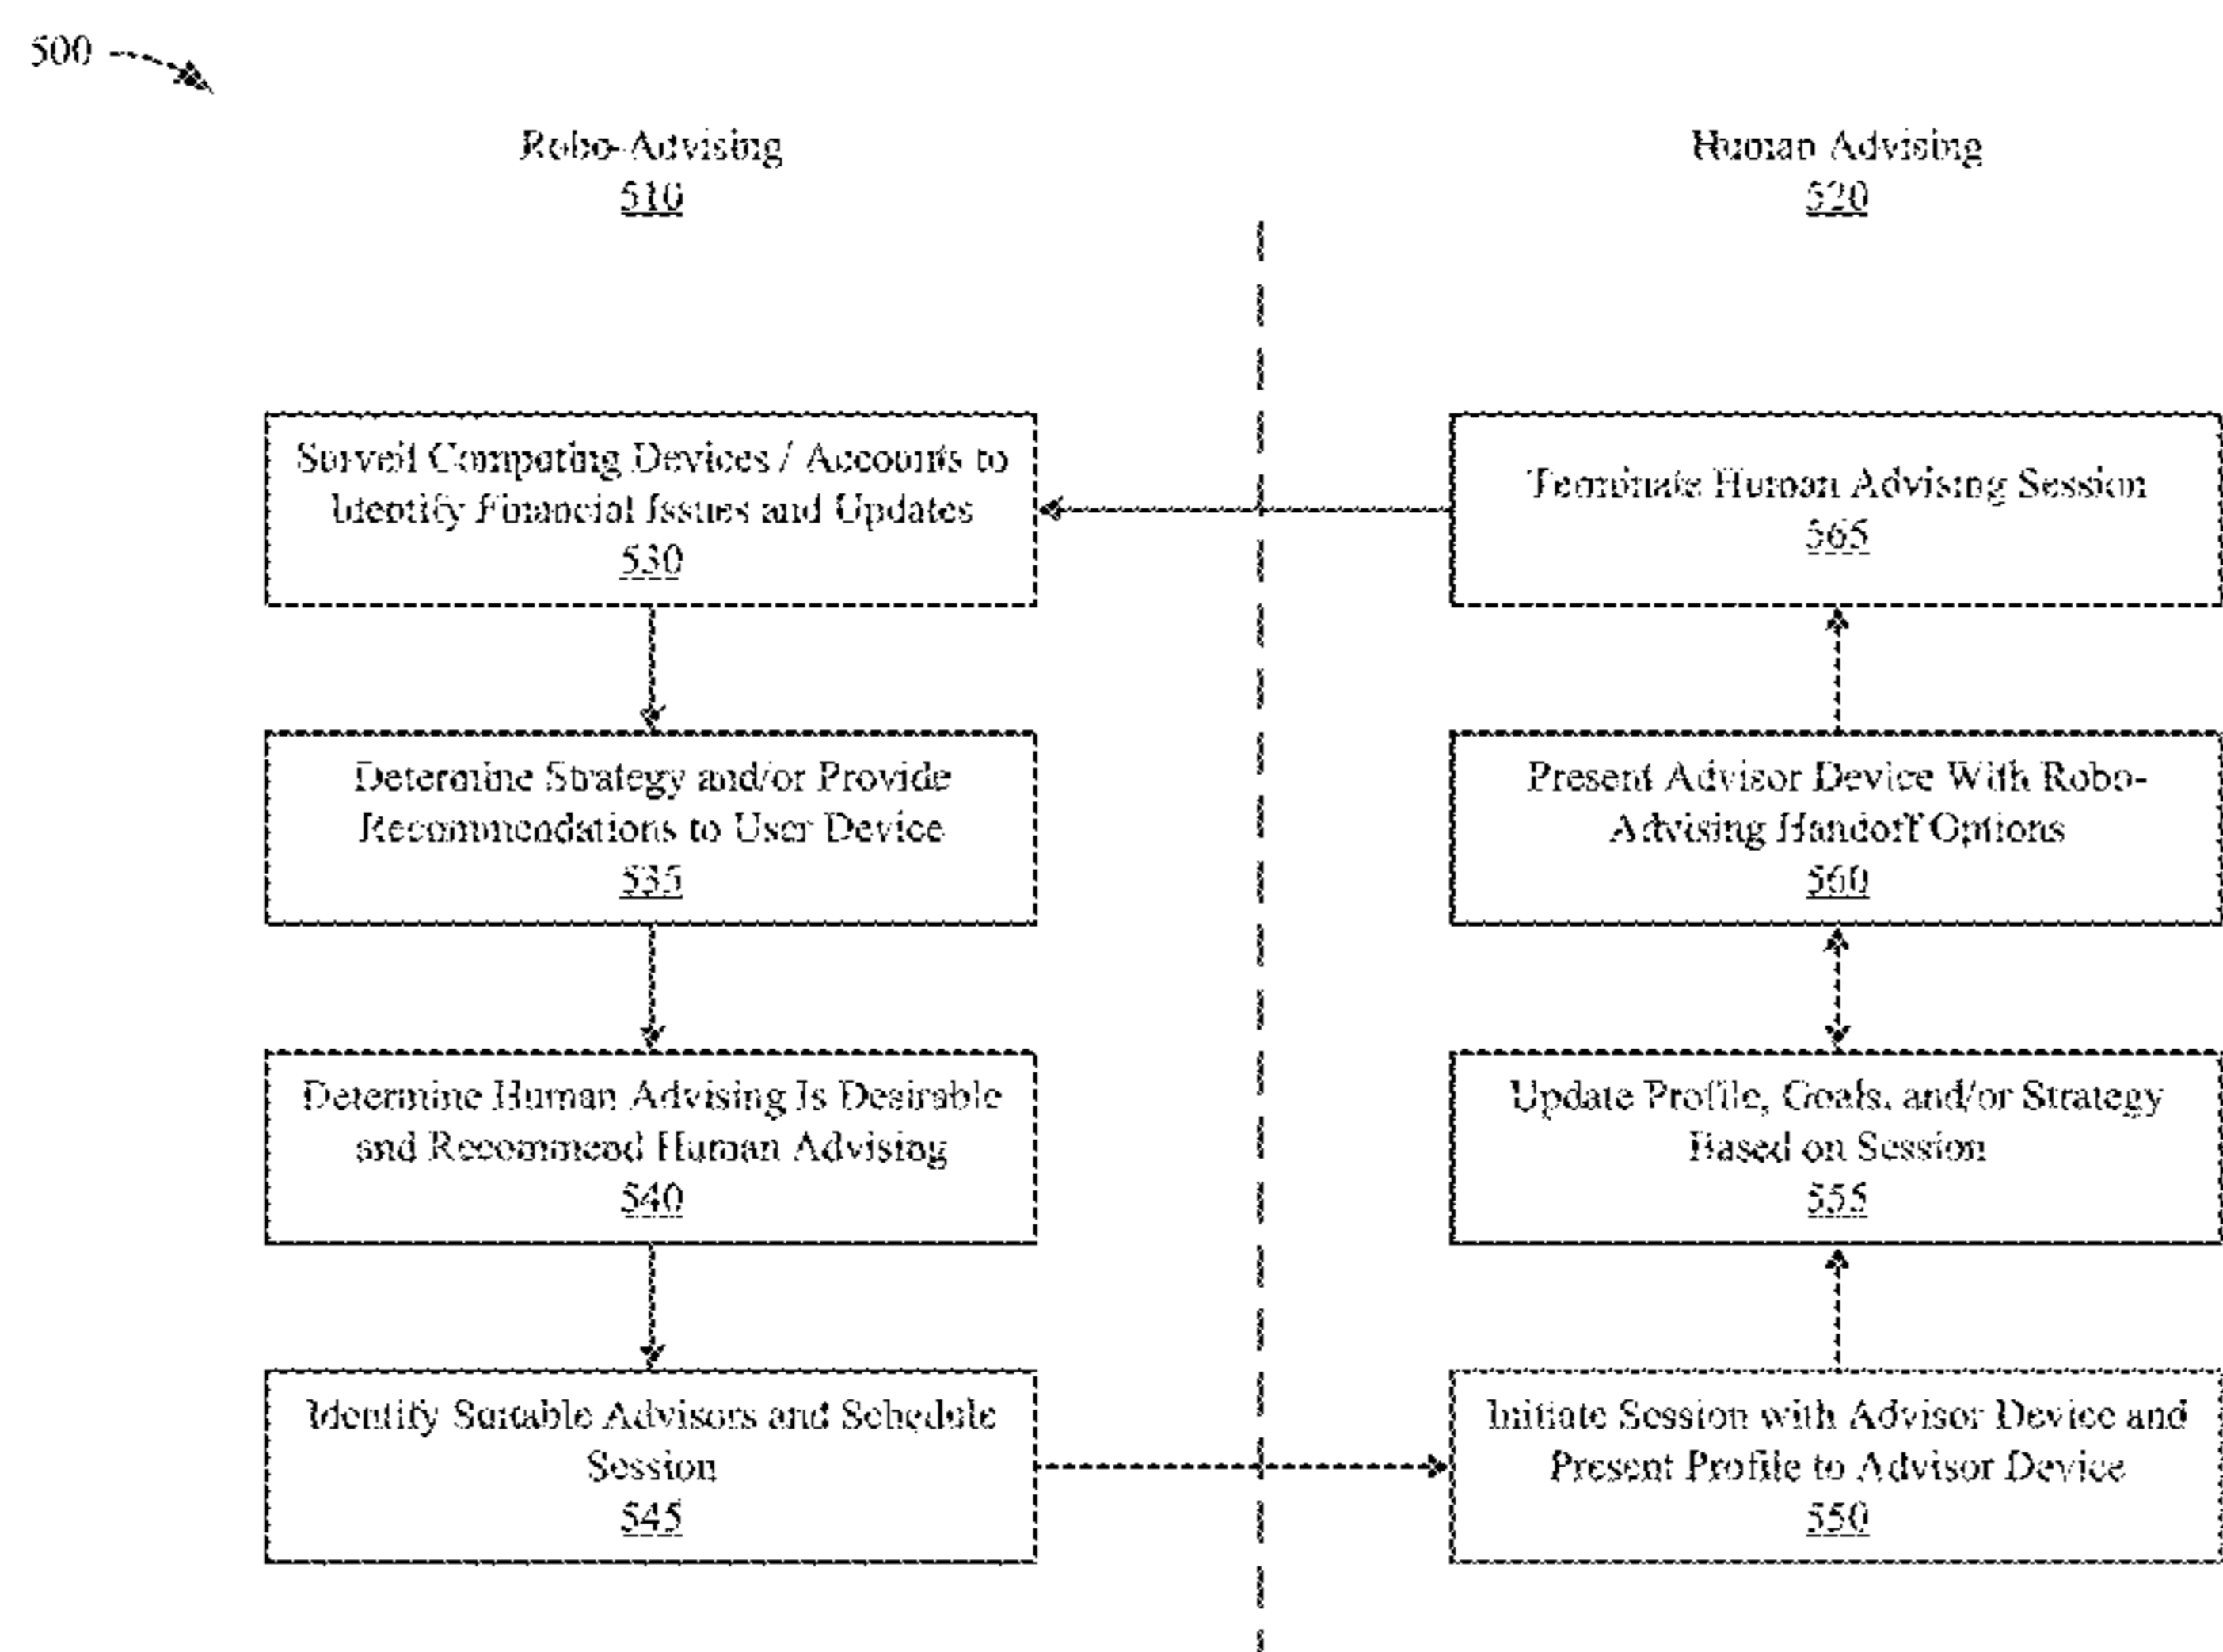 500
Robo-Advising
510
Human Advising
520
Surveil Computing Devices / Accounts to
Identify Financial Issues and Updates
530
Terminate Human Advising Session
565
Determine Strategy and/or Provide
Recommendations to User Device
535
Present Advisor Device With Robo-
Advising Handoff Options
560
Determine Human Advising Is Desirable
and Recommend Human Advising
540
Update Profile, Goals, and/or Strategy
Based on Session
555
Identify Suitable Advisors and Schedule
Session
545
Initiate Session with Advisor Device and
Present Profile to Advisor Device
550